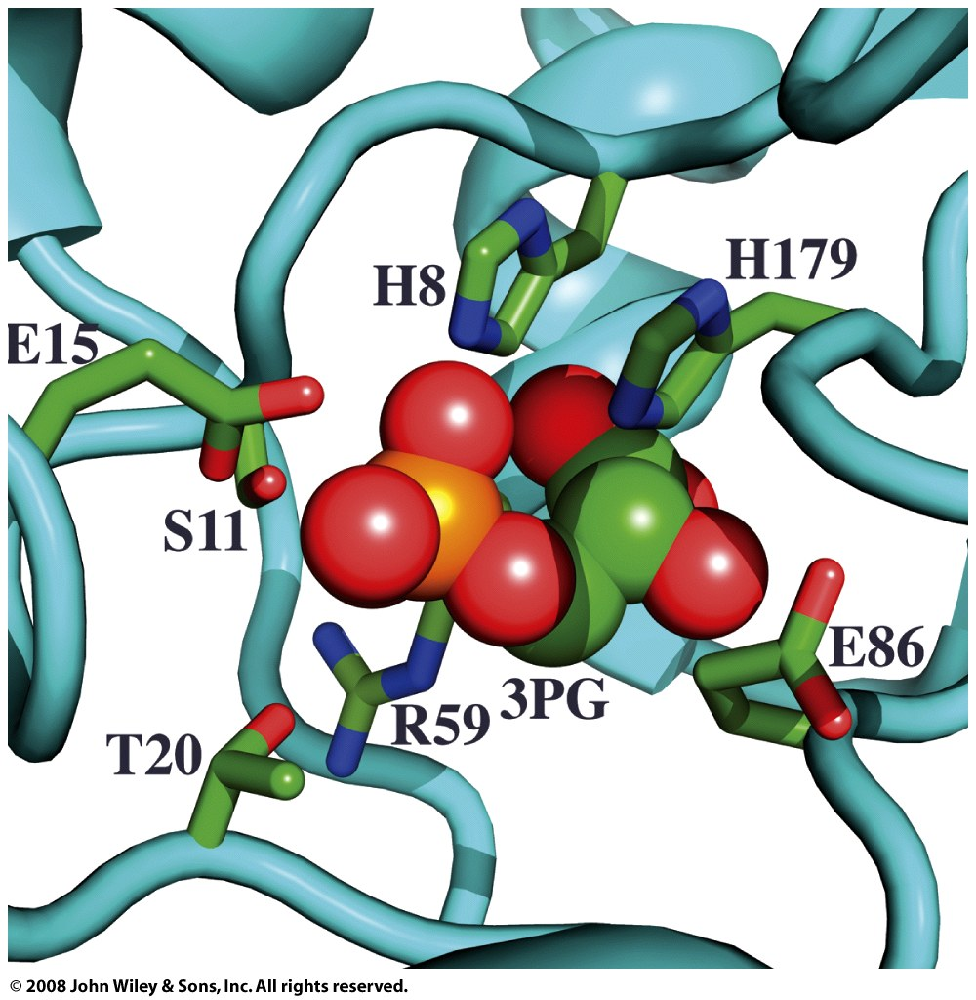 H8
H179
E15
S11
E86
3PG
R59
T20
© 2008 John Wiley & Sons, Inc. All rights reserved.